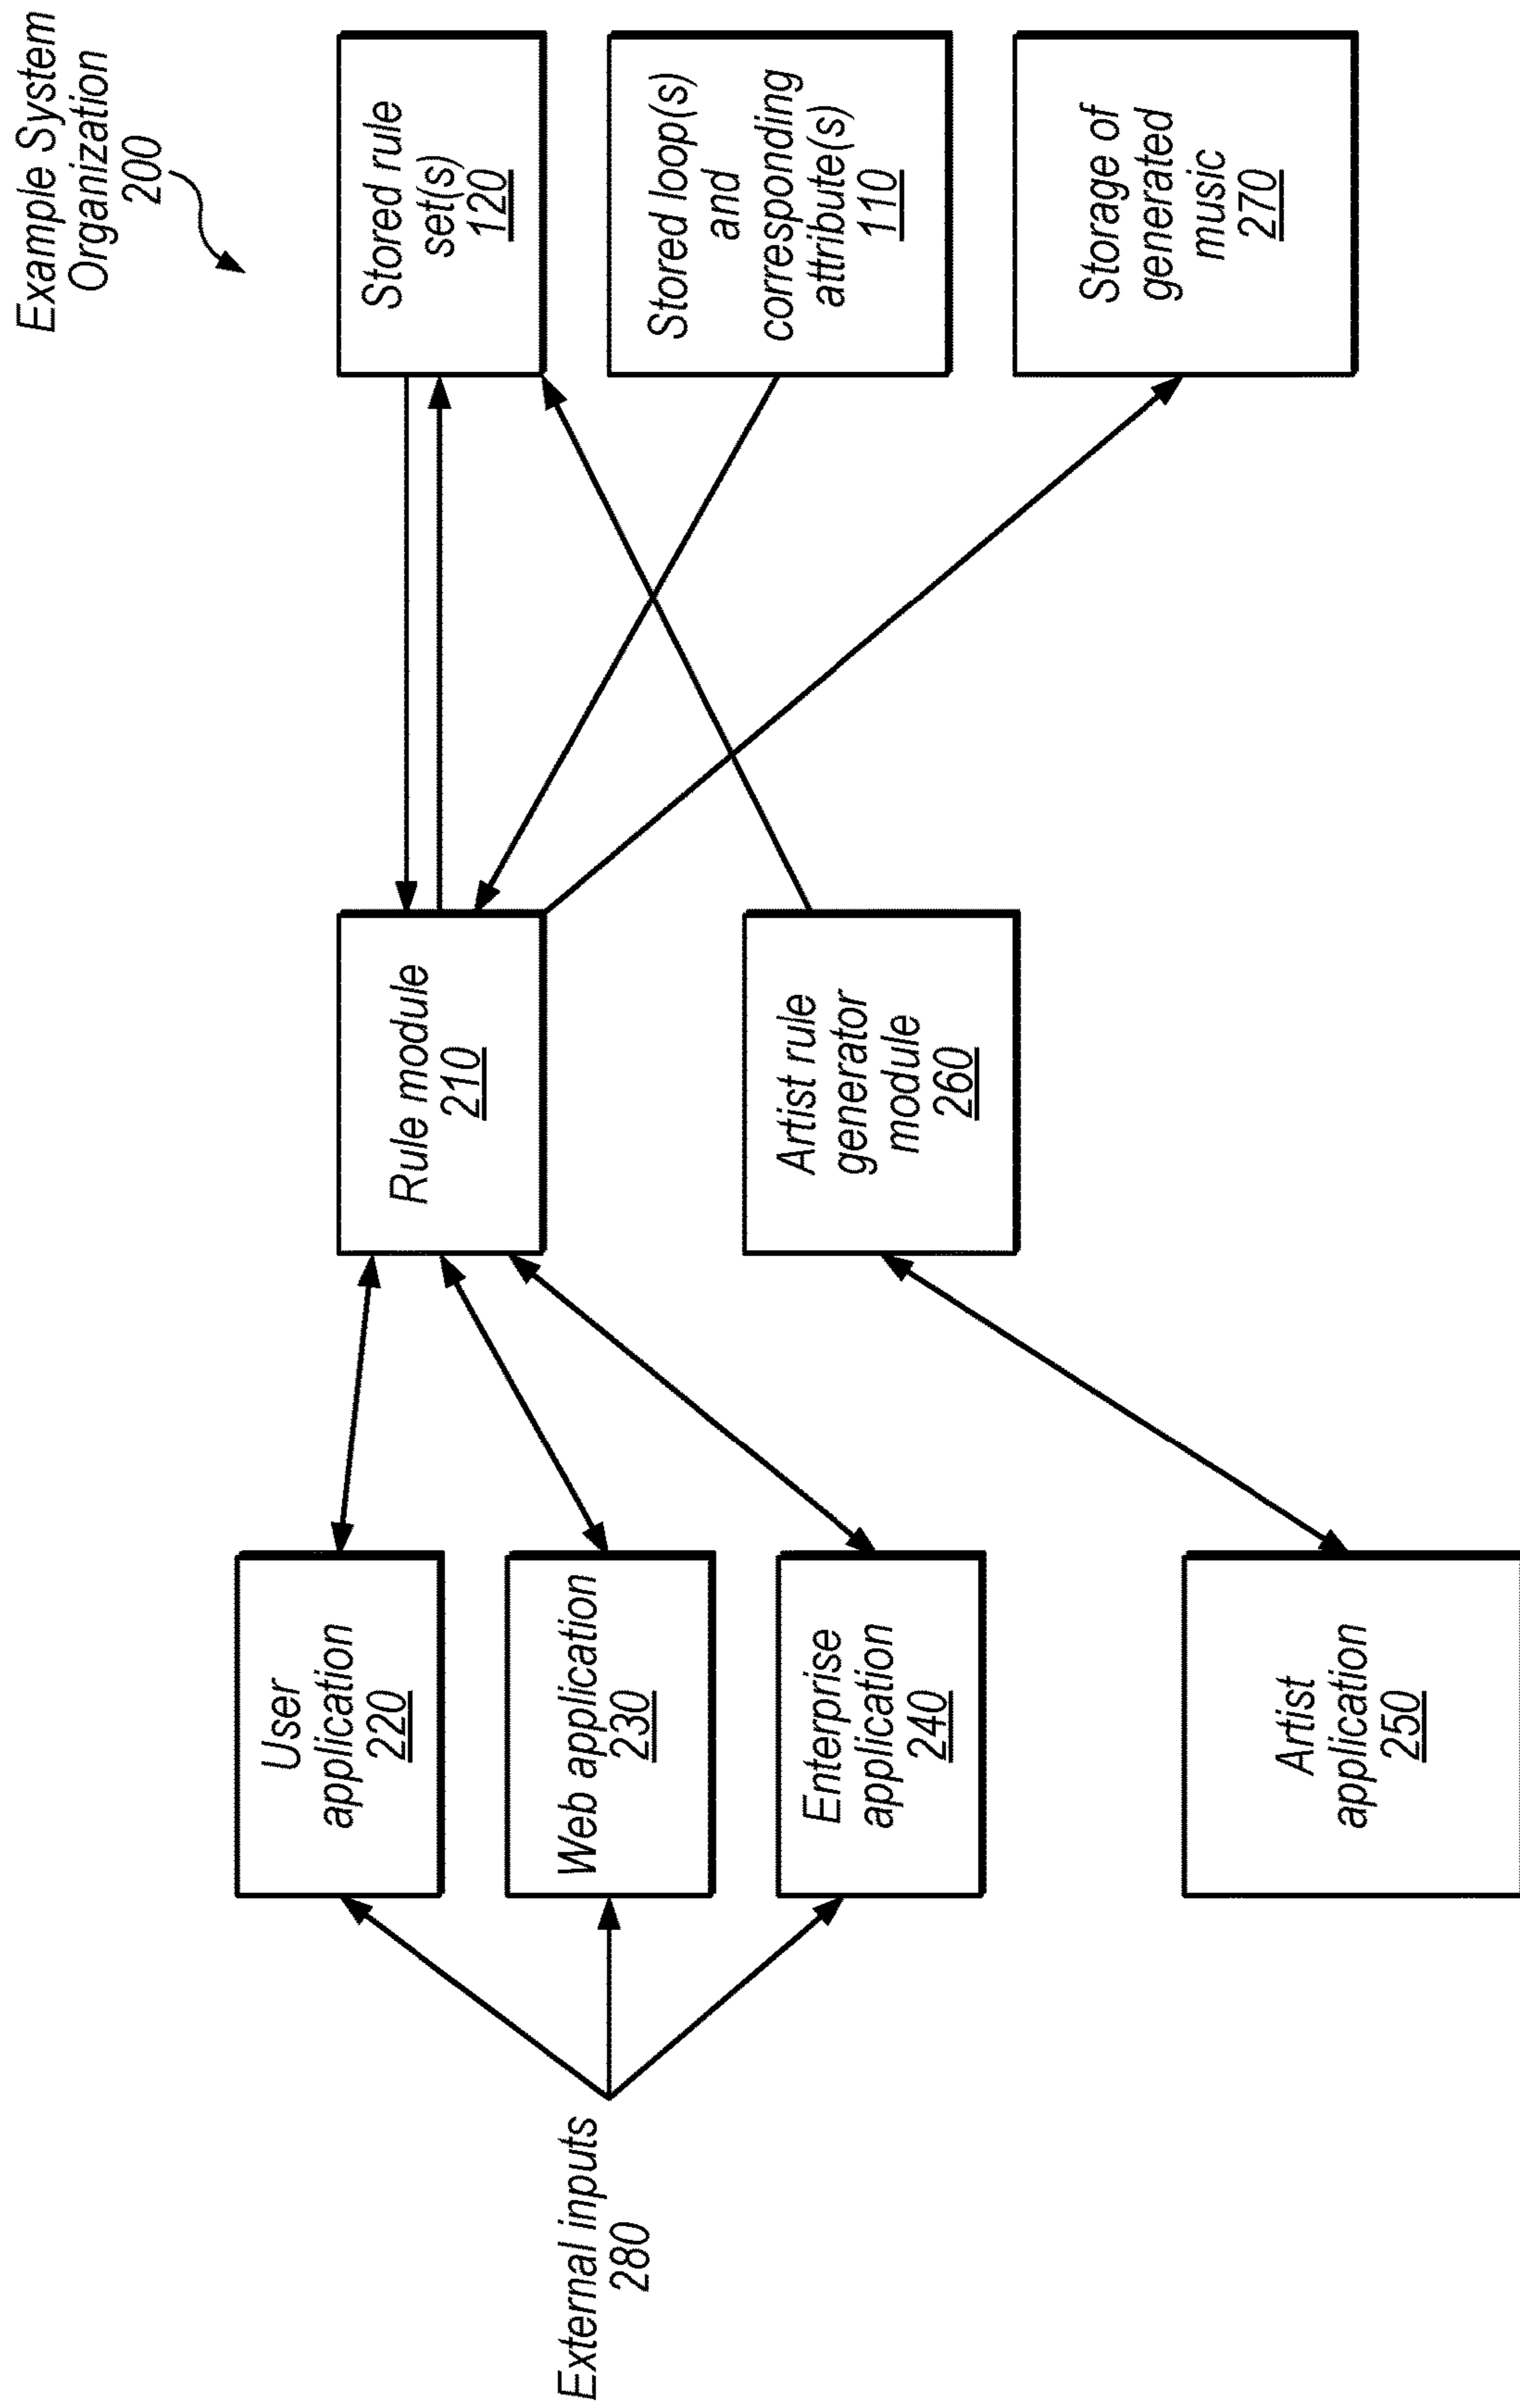 Example System
Organization
200
External inputs
280
User
application
220
Web application
230
Enterprise
application
240
Artist
application
250
Rule module
210
Artist rule
generator
module
260
Stored rule
set(s)
120
Stored loop(s)
and
corresponding
attribute(s)
110
Storage of
generated
music
270